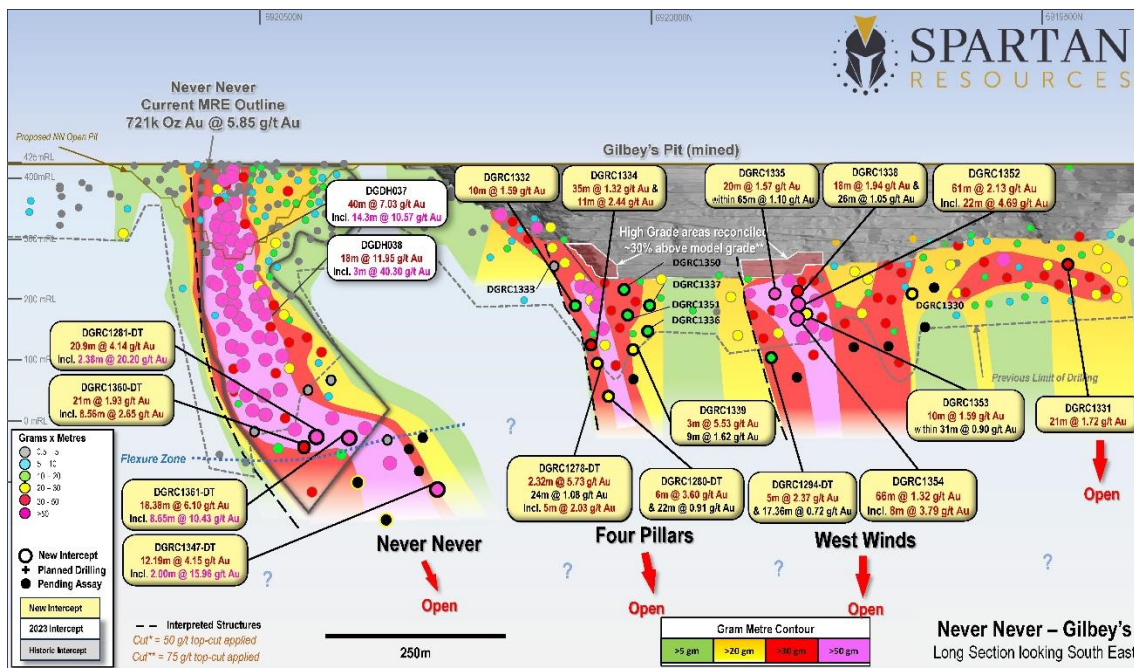 6920500N
6920000N
6919500N
SPARTAN
RESOURCES
Never Never
Current MRE Outline
721k Oz Au @ 5.85 g/t Au
Proposed NN Open Pit
Gilbey's Pit (mined)
425mRL
400mRL
300mRL
200 mRL
100 mRL
0 mRL
DGDH037
40m @ 7.03 g/t Au
Incl. 14.3m @ 10.57 g/t Au
DGDH038
18m @ 11.95 g/t Au
Incl. 3m @ 40.30 g/t Au
DGRC1332
10m @ 1.59 g/t Au
DGRC1334
35m @ 1.32 g/t Au &
11m @ 2.44 g/t Au
DGRC1335
20m @ 1.57 g/t Au
within 65m @ 1.10 g/t Au
DGRC1338
18m @ 1.94 g/t Au &
26m @ 1.05 g/t Au
DGRC1352
61m @ 2.13 g/t Au
Incl. 22m @ 4.69 g/t Au
High Grade areas reconciled
~30% above model grade**
DGRC1350
DGRC1333
DGRC1337
DGRC1351
DGRC1336
DGRC1330
DGRC1281-DT
20.9m @ 4.14 g/t Au
Incl. 2.38m @ 20.20 g/t Au
DGRC1360-DT
21m @ 1.93 g/t Au
Incl. 8.56m @ 2.65 g/t Au
Previous Limit of Drilling
DGRC1339
3m @ 5.53 g/t Au
9m @ 1.62 g/t Au
DGRC1353
10m @ 1.59 g/t Au
within 31m @ 0.90 g/t Au
DGRC1331
21m @ 1.72 g/t Au
Flexure Zone
?
?
DGRC1361-DT
18.38m @ 6.10 g/t Au
Incl. 8.65m @ 10.43 g/t Au
DGRC1278-DT
2.32m @ 5.73 g/t Au
24m @ 1.08 g/t Au
Incl. 5m @ 2.03 g/t Au
DGRC1280-DT
6m @ 3.60 g/t Au
& 22m @ 0.91 g/t Au
DGRC1294-DT
5m @ 2.37 g/t Au
& 17.36m @ 0.72 g/t Au
DGRC1354
66m @ 1.32 g/t Au
Incl. 8m @ 3.79 g/t Au
Open
DGRC1347-DT
12.19m @ 4.15 g/t Au
Incl. 2.00m @ 15.96 g/t Au
Never Never
Four Pillars
West Winds
?
?
?
?
Open
Open
Open
Grams x Metres
0.5 - 5
5 - 10
10 - 20
20 - 30
30 - 50
>50
New Intercept
Planned Drilling
Pending Assay
New Intercept
2023 Intercept
Historic Intercept
Interpreted Structures
Cut* = 50 g/t top-cut applied
Cut** = 75 g/t top-cut applied
250m
Gram Metre Contour
>5 gm
>20 gm
>30 gm
>50 gm
Never Never – Gilbey's
Long Section looking South East